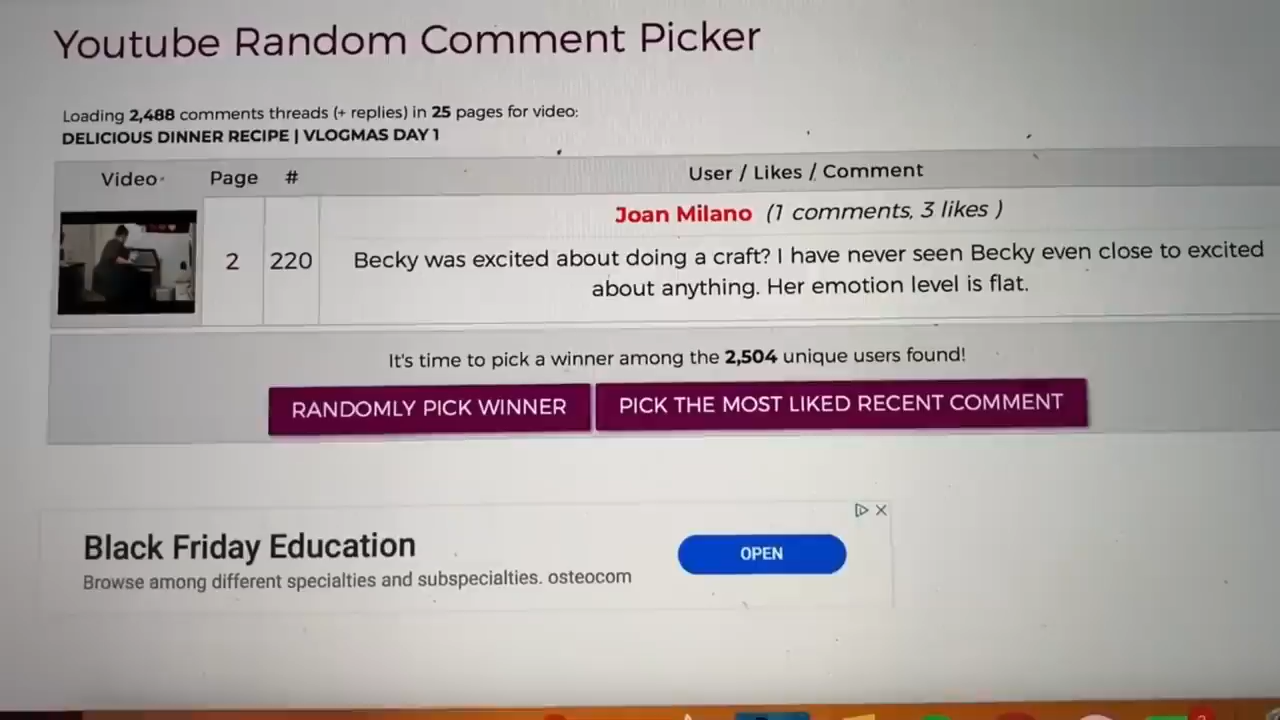 Youtube Random Comment Picker
Loading 2,488 comments threads (+ replies) in 25 pages for video:
DELICIOUS DINNER RECIPE | VLOGMAS DAY 1
Video Page # User / Likes / Comment
Joan Milano (1 comments, 3 likes )
2 220 Becky was excited about doing a craft? I have never seen Becky even close to excited
about anything. Her emotion level is flat.
It's time to pick a winner among the 2,504 unique users found!
RANDOMLY PICK WINNER PICK THE MOST LIKED RECENT COMMENT
Black Friday Education
OPEN
Browse among different specialties and subspecialties. osteocom